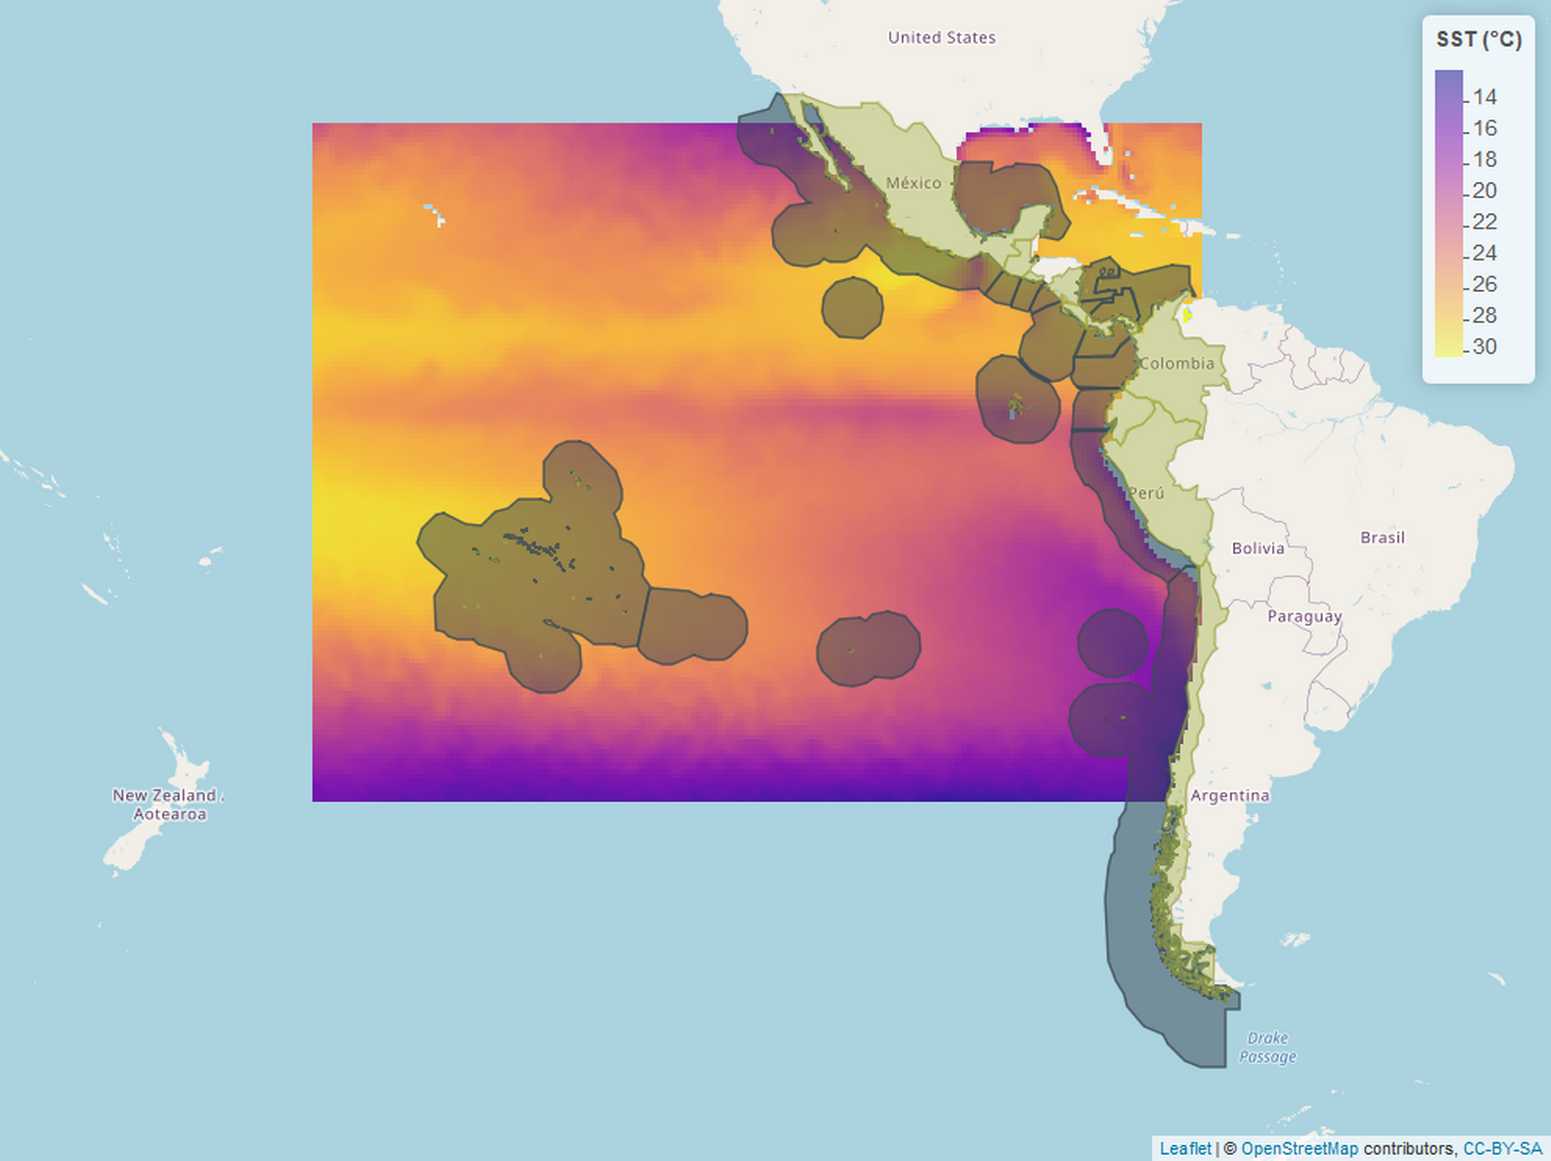 United States
SST (°C)
14
16
18
20
22
24
26
28
30
México
Colombia
Perú
Brasil
Bolivia
Paraguay
New Zealand /
Aotearoa
Argentina
Drake
Passage
Leaflet | © OpenStreetMap contributors, CC-BY-SA